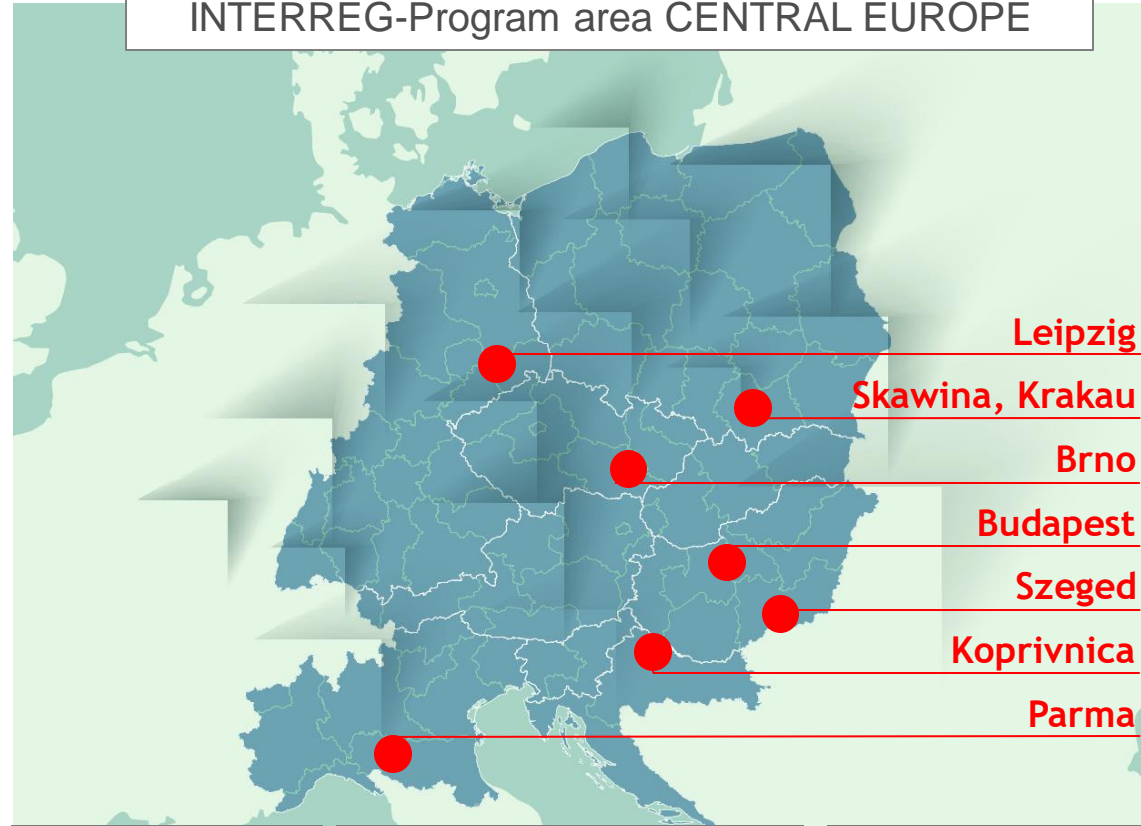 INTERREG-Program area CENTRAL EUROPE
Leipzig
Skawina, Krakau
Brno
Budapest
Szeged
Koprivnica
Parma